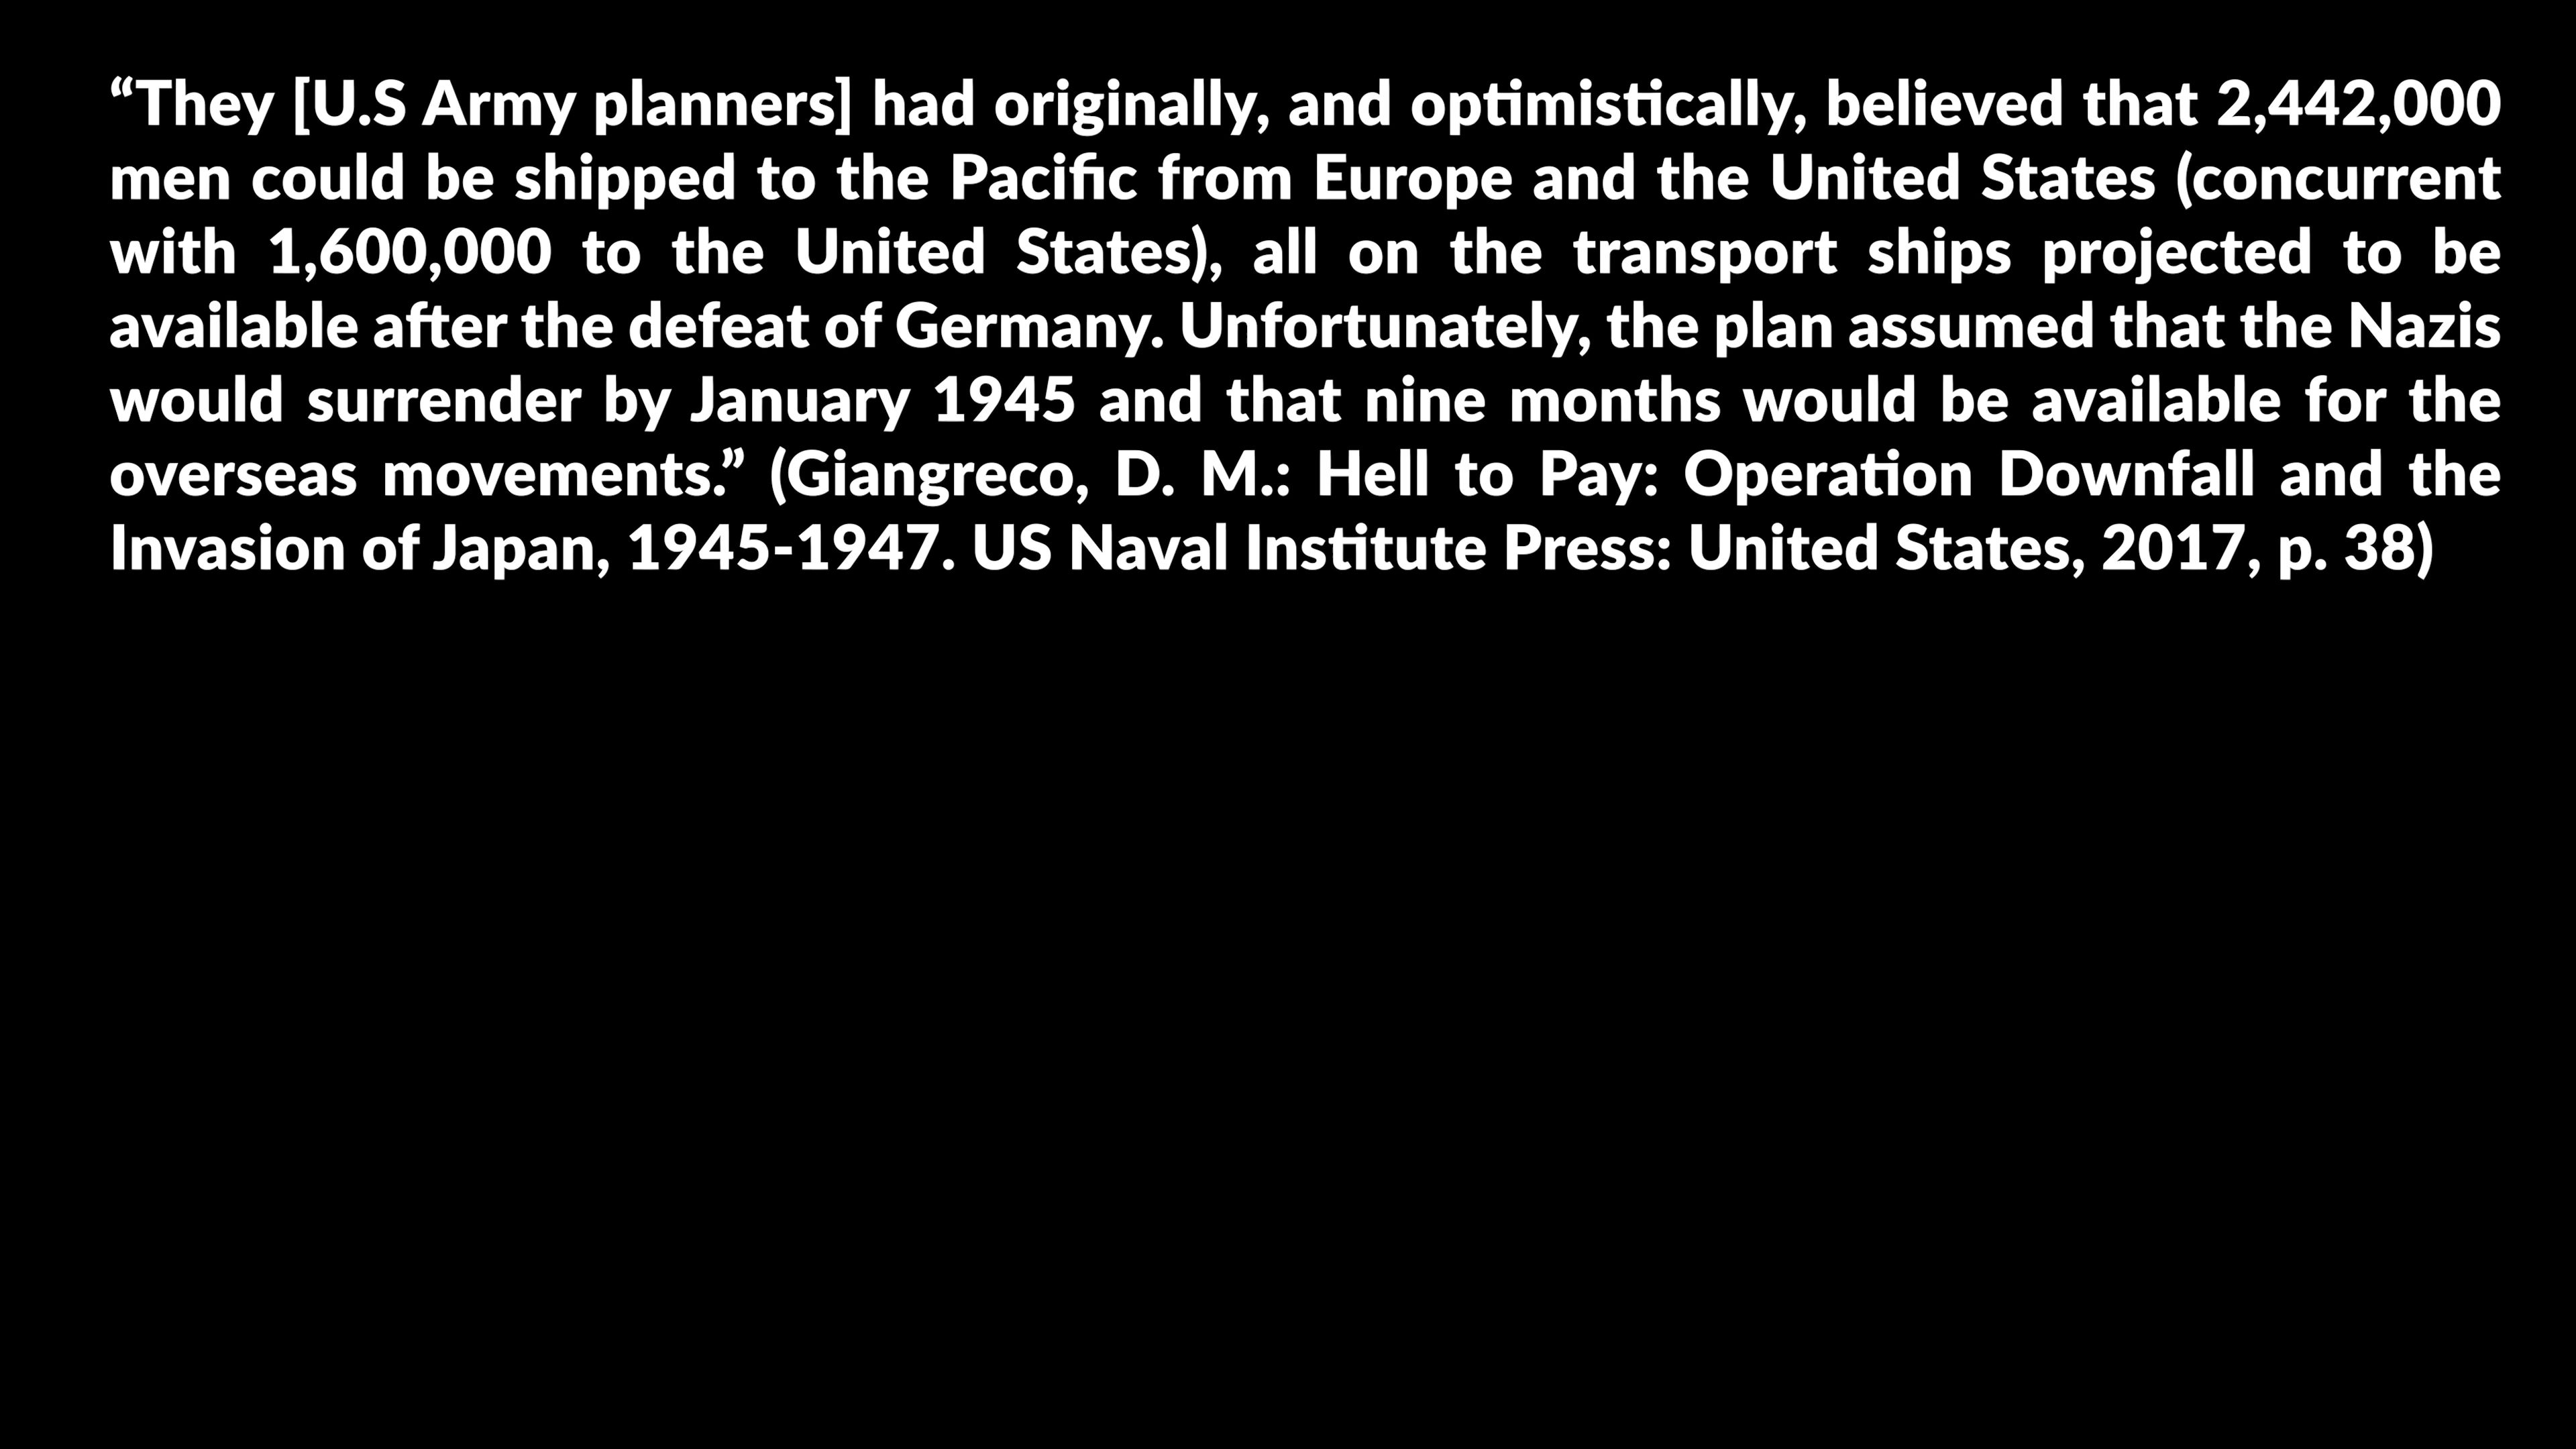 “They [U.S Army planners] had originally, and optimistically, believed that 2,442,000
men could be shipped to the Pacific from Europe and the United States (concurrent
with 1,600,000 to the United States), all on the transport ships projected to be
available after the defeat of Germany. Unfortunately, the plan assumed that the Nazis
would surrender by January 1945 and that nine months would be available for the
overseas movements.” (Giangreco, D. M.: Hell to Pay: Operation Downfall and the
Invasion of Japan, 1945-1947. US Naval Institute Press: United States, 2017, p. 38)